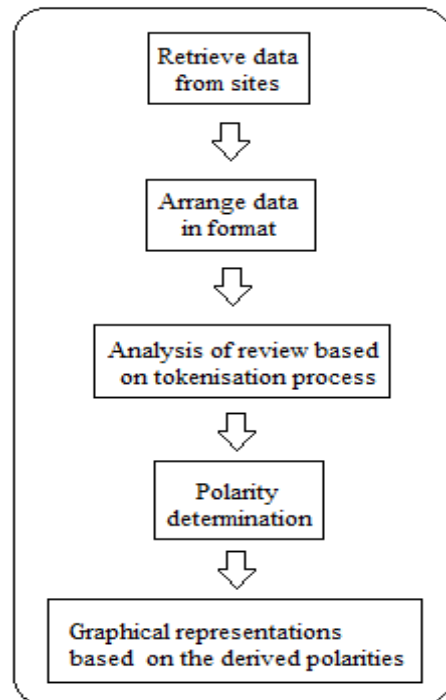 Retrieve data
from sites
Arrange data
in format
Analysis of review based
on tokenisation process
Polarity
determination
Graphical representations
based on the derived polarities